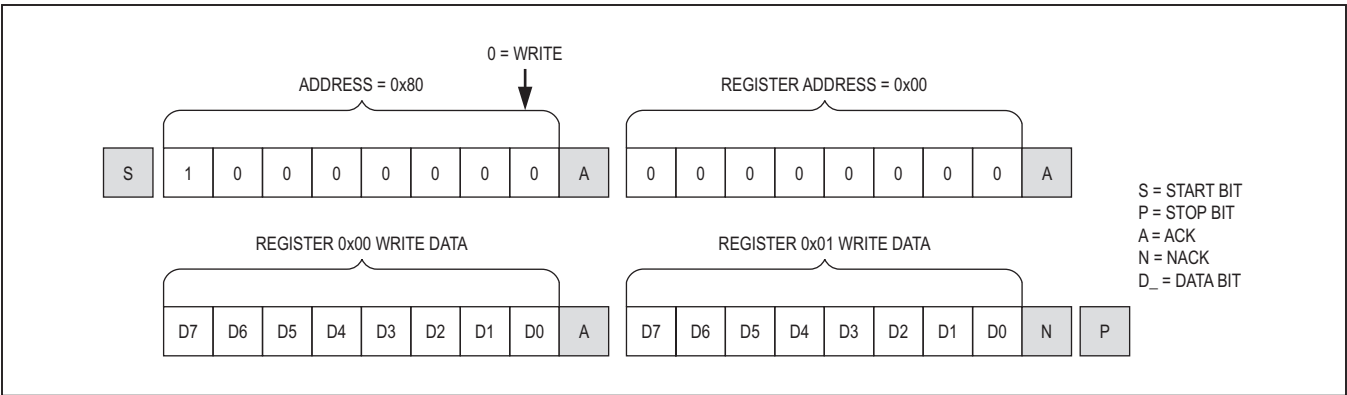 0 = WRITE
ADDRESS = 0x80 REGISTER ADDRESS = 0x00
S 1 0 0 0 0 0 0 0 A 0 0 0 0 0 0 0 0 A
S = START BIT
P = STOP BIT
A = ACK
N = NACK
D_ = DATA BIT
REGISTER 0x00 WRITE DATA REGISTER 0x01 WRITE DATA
D7 D6 D5 D4 D3 D2 D1 D0 A D7 D6 D5 D4 D3 D2 D1 D0 N P